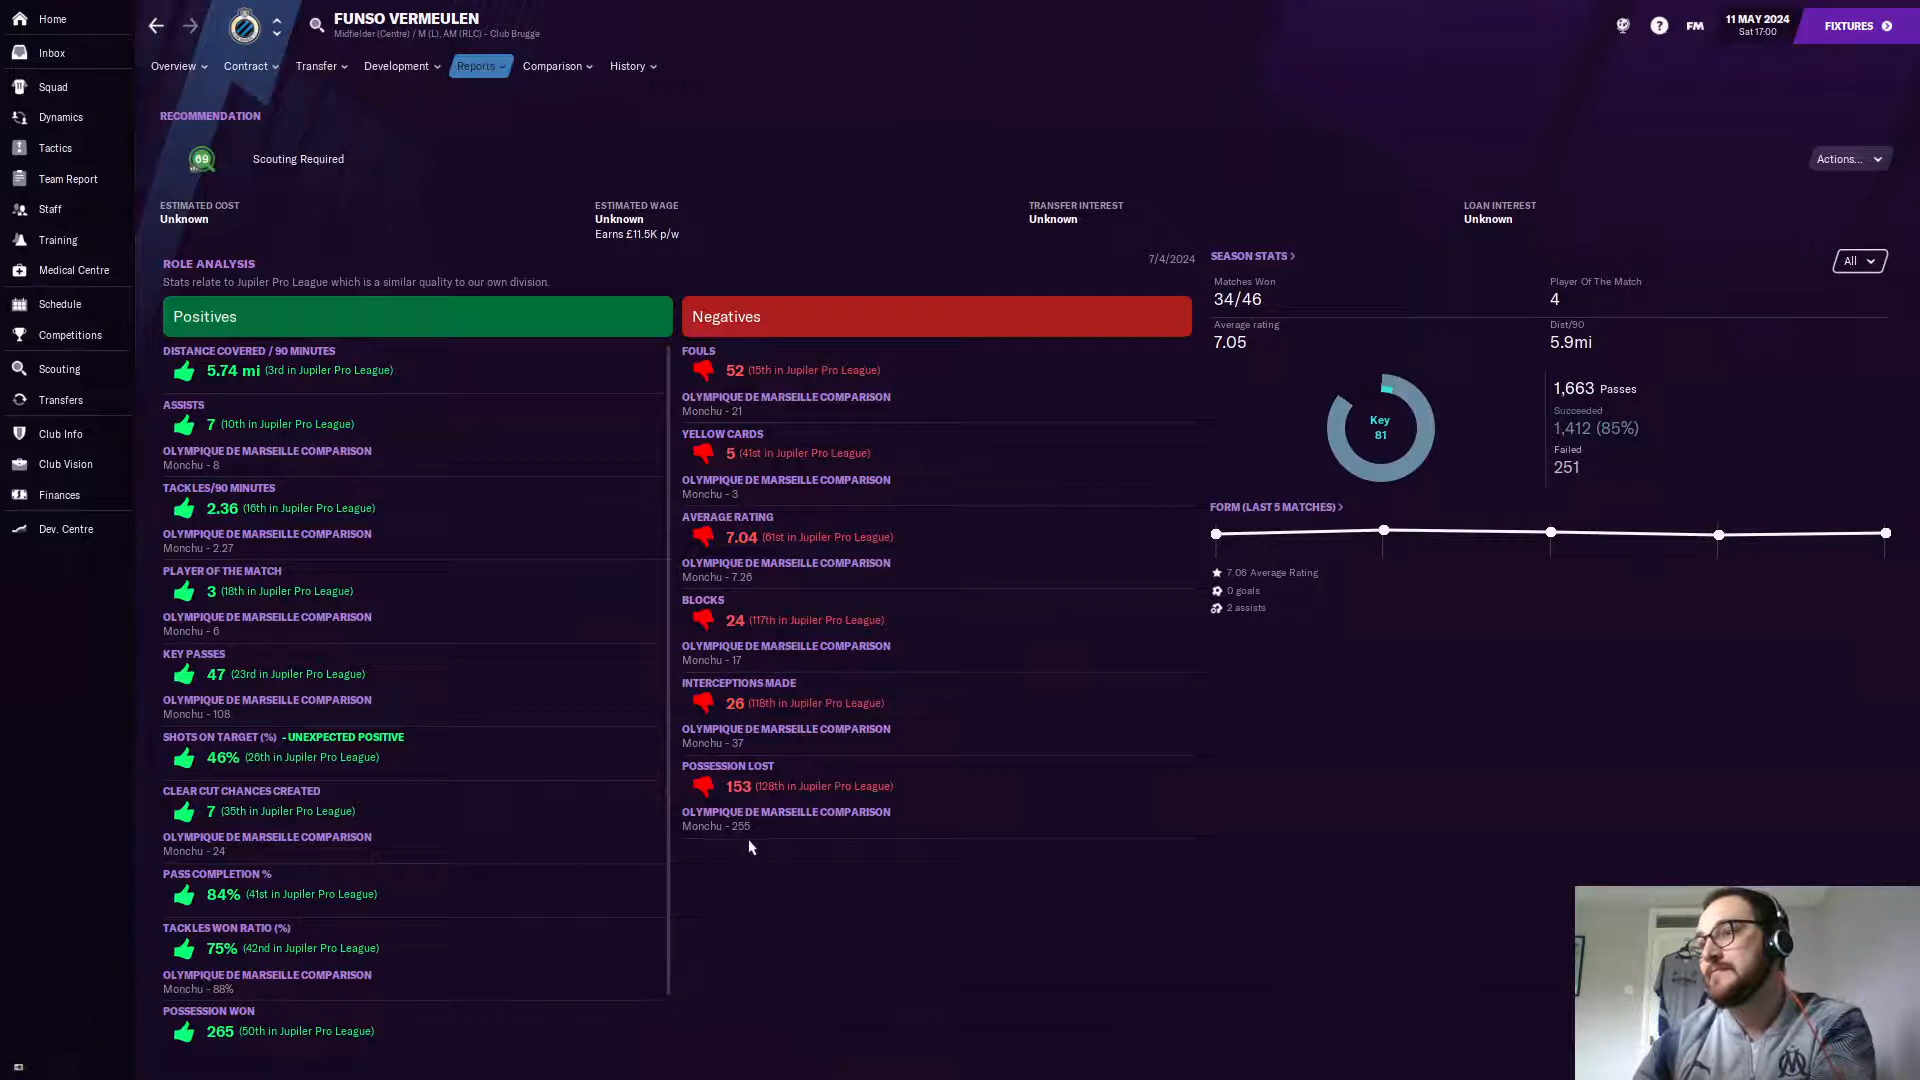 Home
Inbox
Squad
Dynamics
Tactics
Team Report
Staff
Training
Medical Centre
Schedule
Competitions
Scouting
Transfers
Club Info
Club Vision
Finances
Dev. Centre
FUNSO VERMEULEN
Midfielder (Centre) / M (L), AM (RLC) - Club Brugge
FM
11 MAY 2024
Sat 17:00
FIXTURES
Overview
Contract
Transfer
Development
Reports
Comparison
History
RECOMMENDATION
69
Scouting Required
Actions...
ESTIMATED COST
Unknown
ESTIMATED WAGE
Unknown
Earns £11.5K p/w
TRANSFER INTEREST
Unknown
LOAN INTEREST
Unknown
ROLE ANALYSIS
7/4/2024
Stats relate to Jupiler Pro League which is a similar quality to our own division.
Positives
DISTANCE COVERED / 90 MINUTES
5.74 mi (3rd in Jupiler Pro League)
ASSISTS
7 (10th in Jupiler Pro League)
OLYMPIQUE DE MARSEILLE COMPARISON
Monchu - 8
TACKLES/90 MINUTES
2.36 (16th in Jupiler Pro League)
OLYMPIQUE DE MARSEILLE COMPARISON
Monchu - 2.27
PLAYER OF THE MATCH
3 (18th in Jupiler Pro League)
OLYMPIQUE DE MARSEILLE COMPARISON
Monchu - 6
KEY PASSES
47 (23rd in Jupiler Pro League)
OLYMPIQUE DE MARSEILLE COMPARISON
Monchu - 108
SHOTS ON TARGET (%) - UNEXPECTED POSITIVE
46% (26th in Jupiler Pro League)
CLEAR CUT CHANCES CREATED
7 (35th in Jupiler Pro League)
OLYMPIQUE DE MARSEILLE COMPARISON
Monchu - 24
PASS COMPLETION %
84% (41st in Jupiler Pro League)
TACKLES WON RATIO (%)
75% (42nd in Jupiler Pro League)
OLYMPIQUE DE MARSEILLE COMPARISON
Monchu - 88%
POSSESSION WON
265 (50th in Jupiler Pro League)
Negatives
FOULS
52 (15th in Jupiler Pro League)
OLYMPIQUE DE MARSEILLE COMPARISON
Monchu - 21
YELLOW CARDS
5 (41st in Jupiler Pro League)
OLYMPIQUE DE MARSEILLE COMPARISON
Monchu - 3
AVERAGE RATING
7.04 (61st in Jupiler Pro League)
OLYMPIQUE DE MARSEILLE COMPARISON
Monchu - 7.26
BLOCKS
24 (117th in Jupiler Pro League)
OLYMPIQUE DE MARSEILLE COMPARISON
Monchu - 17
INTERCEPTIONS MADE
26 (118th in Jupiler Pro League)
OLYMPIQUE DE MARSEILLE COMPARISON
Monchu - 37
POSSESSION LOST
153 (128th in Jupiler Pro League)
OLYMPIQUE DE MARSEILLE COMPARISON
Monchu - 255
SEASON STATS
All
Matches Won
34/46
Player Of The Match
4
Average rating
7.05
Dist/90
5.9mi
Key
81
1,663 Passes
Succeeded
1,412 (85%)
Failed
251
FORM (LAST 5 MATCHES)
7.06 Average Rating
0 goals
2 assists